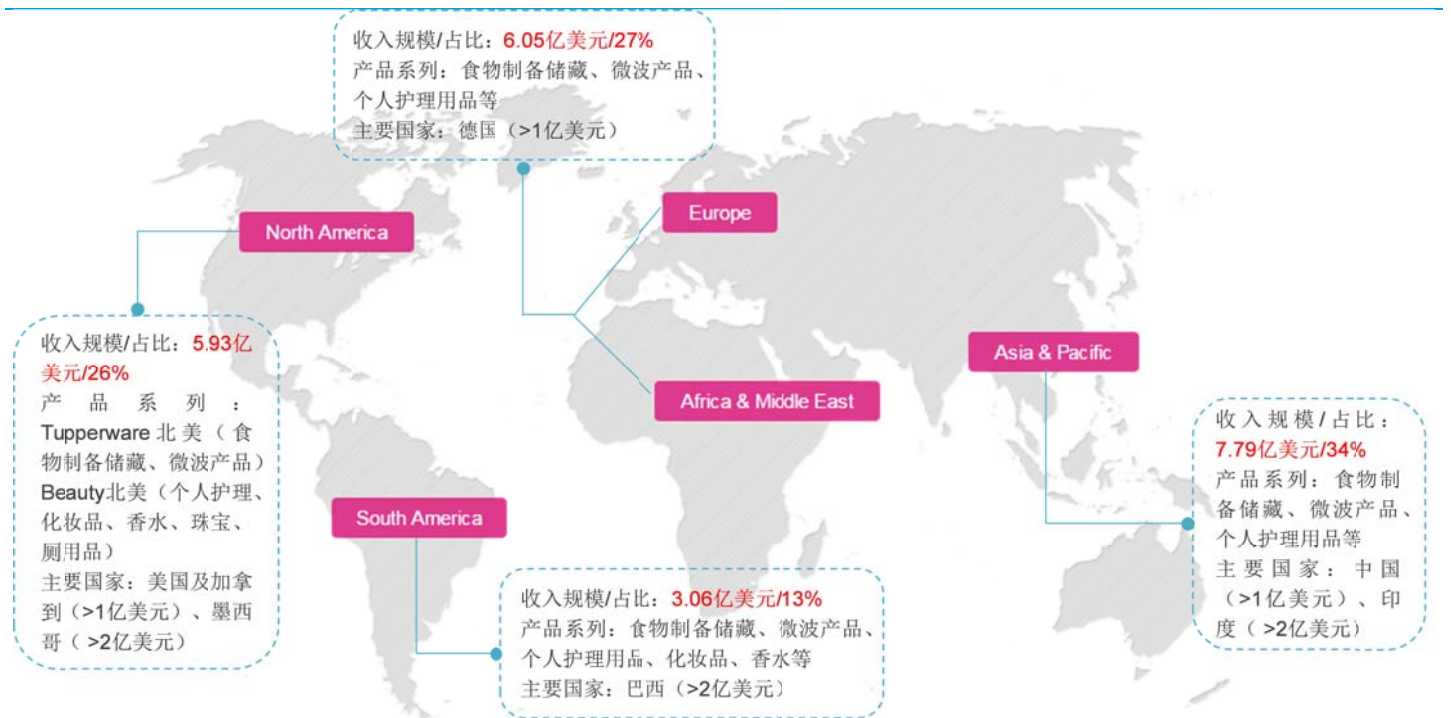 收入规模/占比：6.05亿美元/27%
产品系列：食物制备储藏、微波产品、
个人护理用品等
主要国家：德国（>1亿美元）
Europe
North America
收入规模/占比：5.93亿
美元/26%
产品系列：
Tupperware 北美（食
物制备储藏、微波产品）
Beauty北美（个人护理、
化妆品、香水、珠宝、
厕用品）
主要国家：美国及加拿
到（>1亿美元）、墨西
哥（ >2亿美元）
Asia & Pacific
Africa & Middle East
收入规模/占比：
7.79亿美元/34%
产品系列：食物制
备储藏、微波产品、
个人护理用品等
主要国家：中国
（>1亿美元）、印
度（ >2亿美元）
South America
收入规模/占比：3.06亿美元/13%
产品系列：食物制备储藏、微波产品、
个人护理用品、化妆品、香水等
主要国家：巴西（>2亿美元）